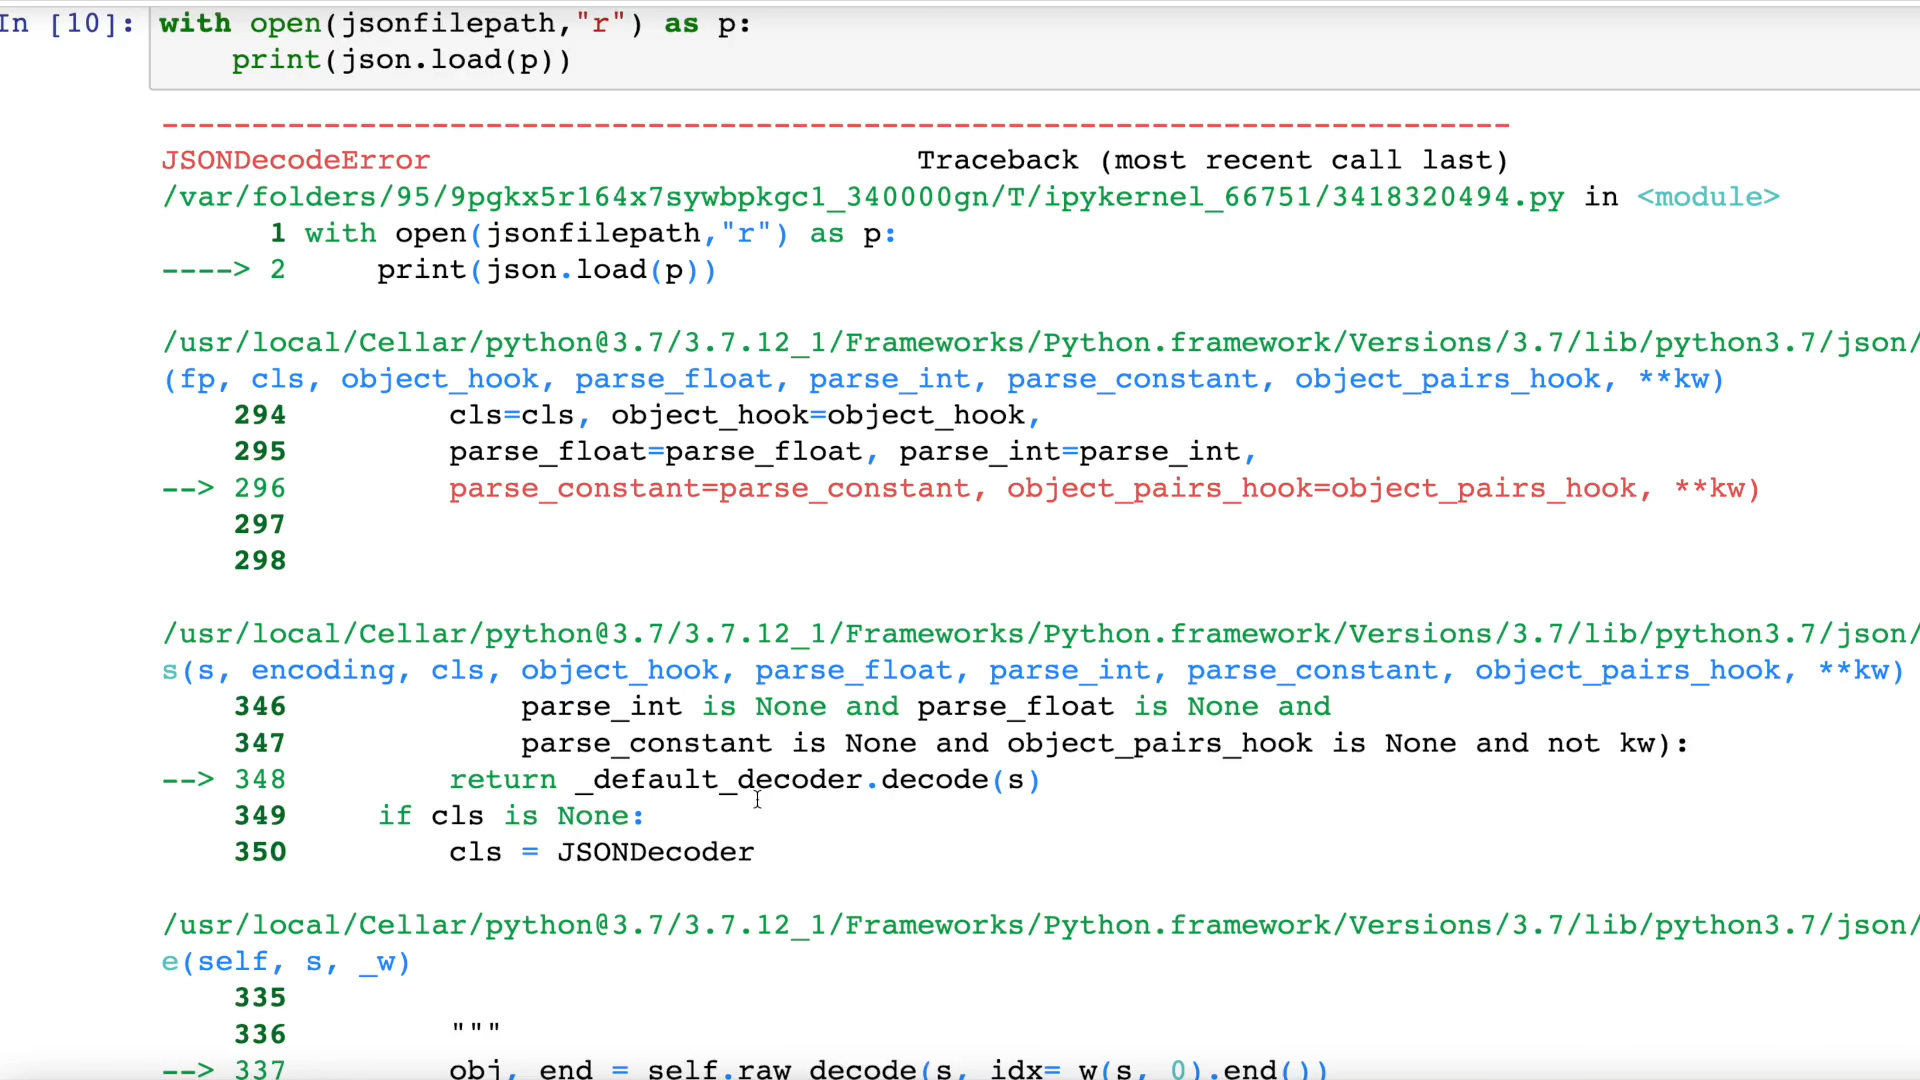 In [10]: with open(jsonfilepath,"r") as p:
print(json.load(p))
---------------------------------------------------------------------------
JSONDecodeError Traceback (most recent call last)
/var/folders/95/9pgkx5r164x7sywbpkgc1_340000gn/T/ipykernel_66751/3418320494.py in <module>
1 with open(jsonfilepath,"r") as p:
----> 2 print(json.load(p))
/usr/local/Cellar/python@3.7/3.7.12_1/Frameworks/Python.framework/Versions/3.7/lib/python3.7/json/
(fp, cls, object_hook, parse_float, parse_int, parse_constant, object_pairs_hook, **kw)
294 cls=cls, object_hook=object_hook,
295 parse_float=parse_float, parse_int=parse_int,
--> 296 parse_constant=parse_constant, object_pairs_hook=object_pairs_hook, **kw)
297
298
/usr/local/Cellar/python@3.7/3.7.12_1/Frameworks/Python.framework/Versions/3.7/lib/python3.7/json/
s(s, encoding, cls, object_hook, parse_float, parse_int, parse_constant, object_pairs_hook, **kw)
346 parse_int is None and parse_float is None and
347 parse_constant is None and object_pairs_hook is None and not kw):
--> 348 return _default_decoder.decode(s)
349 if cls is None:
350 cls = JSONDecoder
/usr/local/Cellar/python@3.7/3.7.12_1/Frameworks/Python.framework/Versions/3.7/lib/python3.7/json/
e(self, s, _w)
335
336 """
--> 337 obj, end = self.raw_decode(s, idx=_w(s, 0).end())